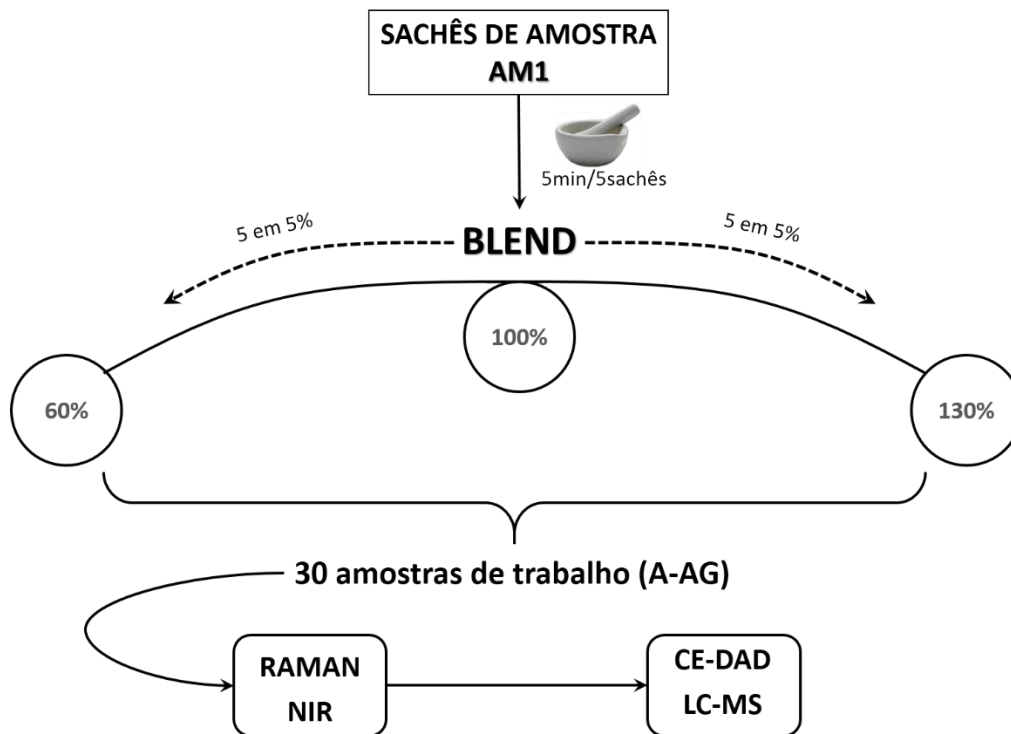 SACHÊS DE AMOSTRA
AM1
5min/5sachês
5 em 5%
BLEND
5 em 5%
100%
60%
130%
30 amostras de trabalho (A-AG)
RAMAN
NIR
CE-DAD
LC-MS